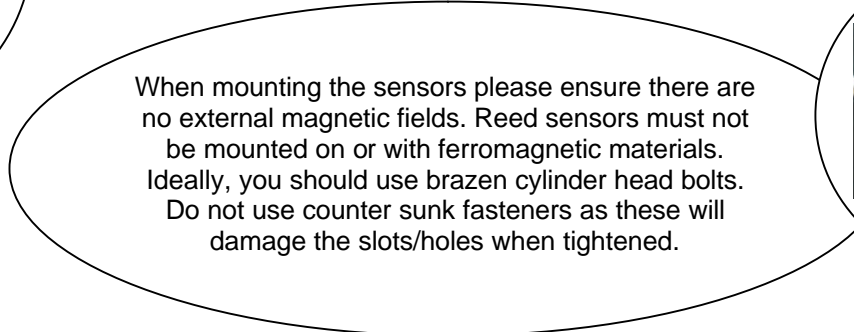 When mounting the sensors please ensure there are
no external magnetic fields. Reed sensors must not
be mounted on or with ferromagnetic materials.
Ideally, you should use brazen cylinder head bolts.
Do not use counter sunk fasteners as these will
damage the slots/holes when tightened.